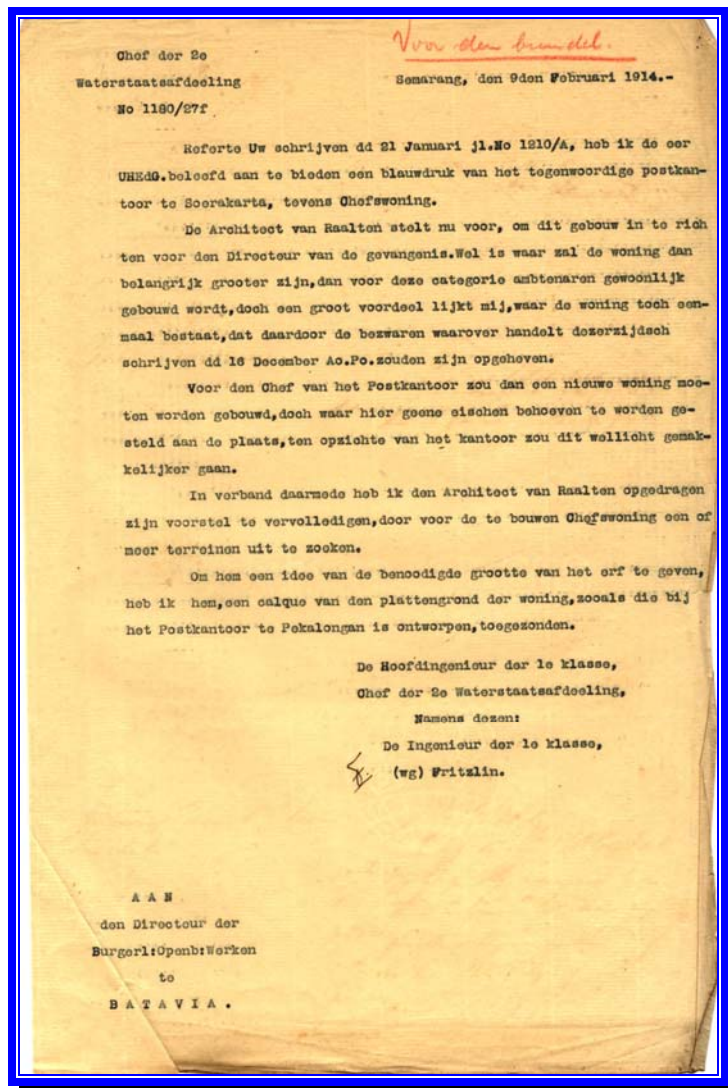 Voor den bundel.
Chef der 2e
Waterstaatsafdeeling
No 1180/27f
Semarang, den 9den Februari 1914.-
Referte Uw schrijven dd 21 Januari jl.No 1210/A, heb ik de eer
UHEdG.beleefd aan te bieden een blauwdruk van het tegenwoordige postkan-
toor te Soerakarta, tevens Chefswoning.
De Architect van Raalten stelt nu voor, om dit gebouw in te rich
ten voor den Directeur van de gevangenis.Wel is waar zal de woning dan
belangrijk grooter zijn,dan voor deze categorie ambtenaren gewoonlijk
gebouwd wordt,doch een groot voordeel lijkt mij,waar de woning toch een-
maal bestaat,dat daardoor de bezwaren waarover handelt dezerzijdsch
schrijven dd 16 December Ao.Po.zouden zijn opgeheven.
Voor den Chef van het Postkantoor zou dan een nieuwe woning moe-
ten worden gebouwd,doch waar hier geene eischen behoeven te worden ge-
steld aan de plaats,ten opzichte van het kantoor zou dit wellicht gemak-
kelijker gaan.
In verband daarmede heb ik den Architect van Raalten opgedragen
zijn voorstel te vervolledigen,door voor de te bouwen Chefswoning een of
meer terreinen uit te zoeken.
Om hem een idee van de benoodigde grootte van het erf te geven,
heb ik hem,een calque van den plattengrond der woning,zooals die bij
het Postkantoor te Pekalongan is ontworpen,toegezonden.
De Hoofdingenieur der 1e klasse,
Chef der 2e Waterstaatsafdeeling,
Namens dezen:
De Ingenieur der 1e klasse,
(wg) Fritzlin.
A A N
den Directeur der
Burgerl:Openb:Werken
te
B A T A V I A .